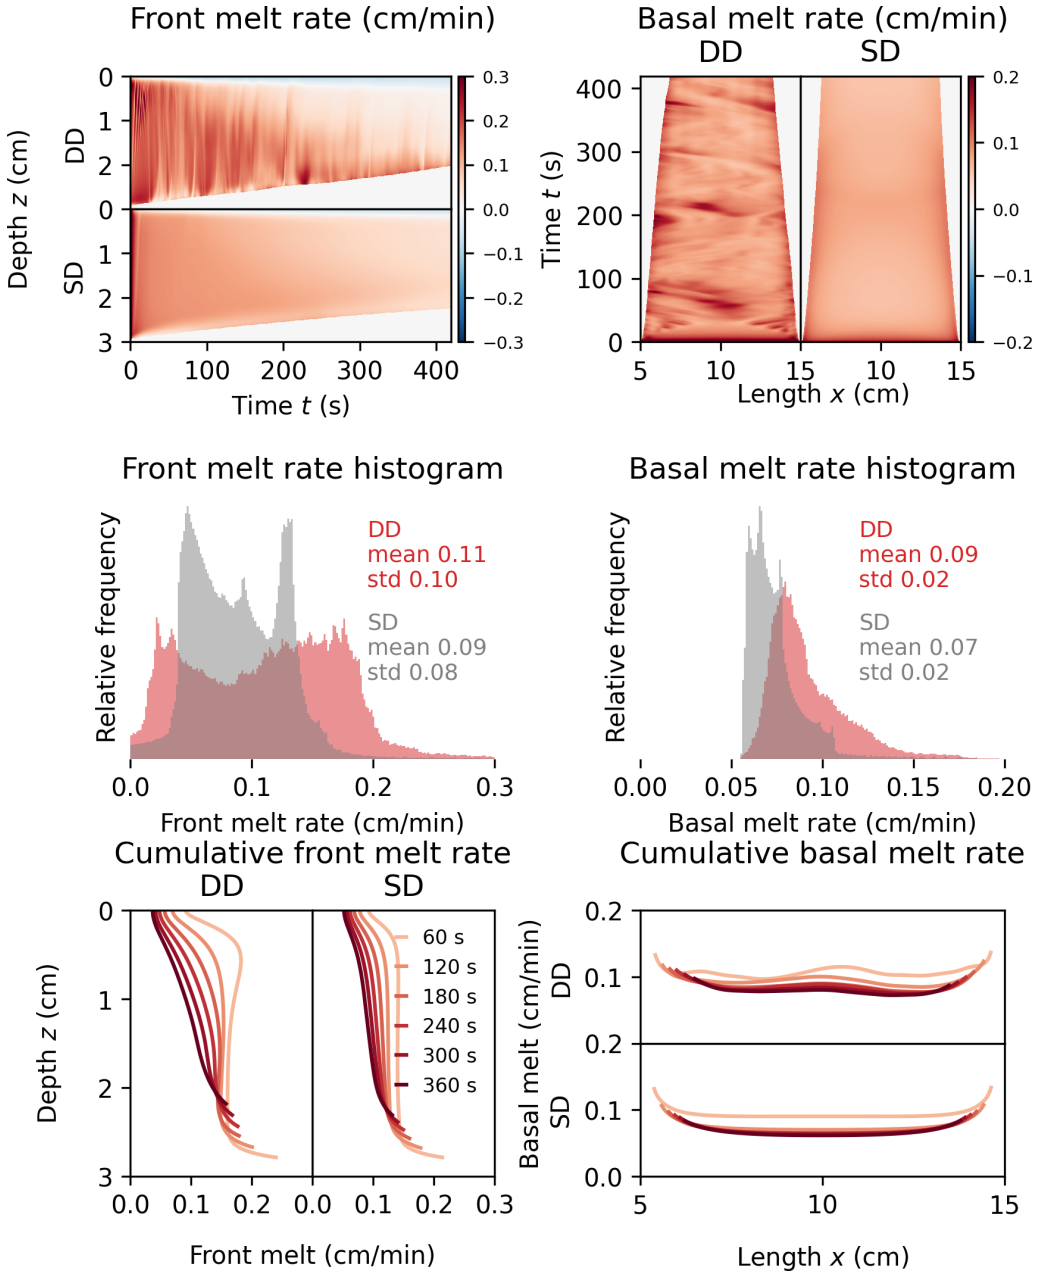 Front melt rate (cm/min)
Depth z (cm)
DD
SD
0
1
2
0
1
2
3
0
100
200
300
400
Time t (s)
0.3
0.2
0.1
0.0
−0.1
−0.2
−0.3
Basal melt rate (cm/min)
DD
SD
Time t (s)
400
300
200
100
0
5
10
15
10
15
Length x (cm)
0.2
0.1
0.0
−0.1
−0.2
Front melt rate histogram
Relative frequency
DD
mean 0.11
std 0.10
SD
mean 0.09
std 0.08
0.0
0.1
0.2
0.3
Front melt rate (cm/min)
Basal melt rate histogram
Relative frequency
DD
mean 0.09
std 0.02
SD
mean 0.07
std 0.02
0.00
0.05
0.10
0.15
0.20
Basal melt rate (cm/min)
Cumulative front melt rate
DD
SD
Depth z (cm)
0
1
2
3
60 s
120 s
180 s
240 s
300 s
360 s
0.0
0.1
0.2
0.0
0.1
0.2
0.3
Front melt (cm/min)
Cumulative basal melt rate
Basal melt (cm/min)
DD
SD
0.2
0.1
0.2
0.1
0.0
5
10
15
Length x (cm)